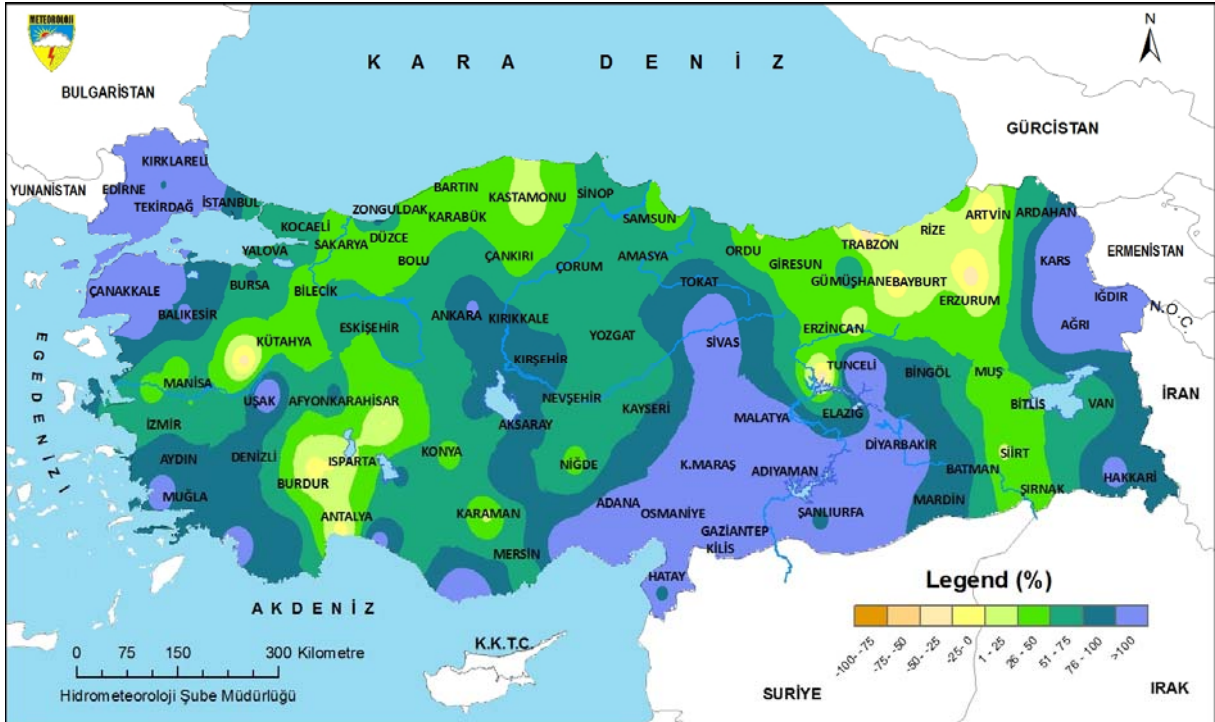 METEOROLOJİ
N
KARA DENİZ
BULGARİSTAN
GÜRCİSTAN
YUNANİSTAN
ERMENİSTAN
N.O.C.
İRAN
EGE DENİZİ
KIRKLARELİ
EDİRNE
TEKİRDAĞ
İSTANBUL
KOCAELİ
YALOVA
SAKARYA
ZONGULDAK
DÜZCE
BARTIN
KARABÜK
BOLU
KASTAMONU
ÇANKIRI
SİNOP
SAMSUN
ÇORUM
AMASYA
TOKAT
ORDU
GİRESUN
TRABZON
RİZE
ARTVİN
ARDAHAN
GÜMÜŞHANE
BAYBURT
ERZURUM
KARS
IĞDIR
AĞRI
ÇANAKKALE
BALIKESİR
BURSA
BİLECİK
ESKİŞEHİR
KÜTAHYA
ANKARA
KIRIKKALE
KIRŞEHİR
YOZGAT
SİVAS
ERZİNCAN
TUNCELİ
BİNGÖL
MUŞ
BİTLİS
VAN
MANİSA
UŞAK
AFYONKARAHİSAR
İZMİR
AYDIN
DENİZLİ
ISPARTA
BURDUR
KONYA
AKSARAY
NEVŞEHİR
KAYSERİ
NİĞDE
MALATYA
ELAZIĞ
DİYARBAKIR
BATMAN
SİİRT
ŞIRNAK
HAKKARİ
MARDİN
MUĞLA
ANTALYA
KARAMAN
MERSİN
ADANA
OSMANİYE
K.MARAŞ
ADIYAMAN
GAZİANTEP
KİLİS
ŞANLIURFA
HATAY
AKDENİZ
K.K.T.C.
SURİYE
IRAK
0 75 150 300 Kilometre
Hidrometeoroloji Şube Müdürlüğü
Legend (%)
-100--75
-75--50
-50--25
-25-0
1 - 25
26 - 50
51 - 75
76 - 100
>100